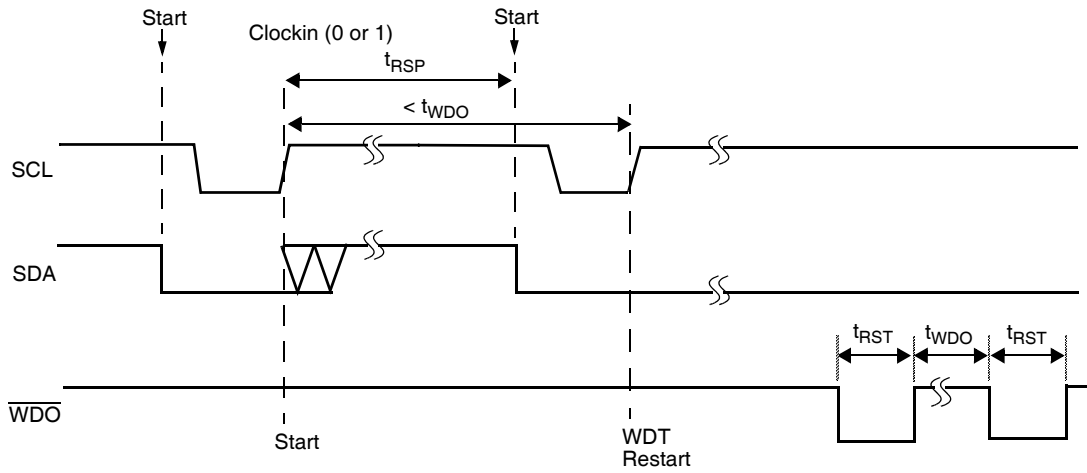 Start
Start
Clockin (0 or 1)
tRSP
< tWDO
SCL
SDA
tRST
tWDO
tRST
WDO
Start
WDT
Restart